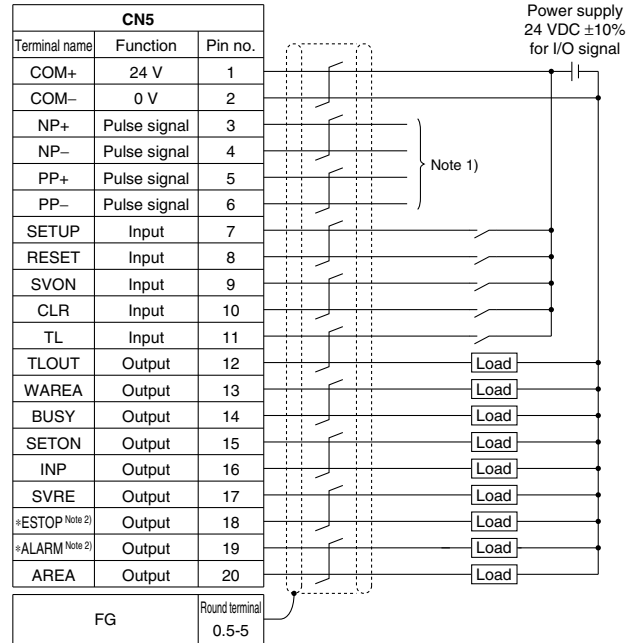 Power supply
24 VDC ±10%
for I/O signal
CN5
Terminal name Function Pin no.
COM+ 24 V 1
COM– 0 V 2
NP+ Pulse signal 3
NP– Pulse signal 4
PP+ Pulse signal 5
PP– Pulse signal 6
Note 1)
SETUP Input 7
RESET Input 8
SVON Input 9
CLR Input 10
TL Input 11
TLOUT Output 12 Load
WAREA Output 13 Load
BUSY Output 14 Load
SETON Output 15 Load
INP Output 16 Load
SVRE Output 17 Load
*ESTOP Note 2) Output 18 Load
*ALARM Note 2) Output 19 Load
AREA Output 20 Load
FG Round terminal
0.5-5